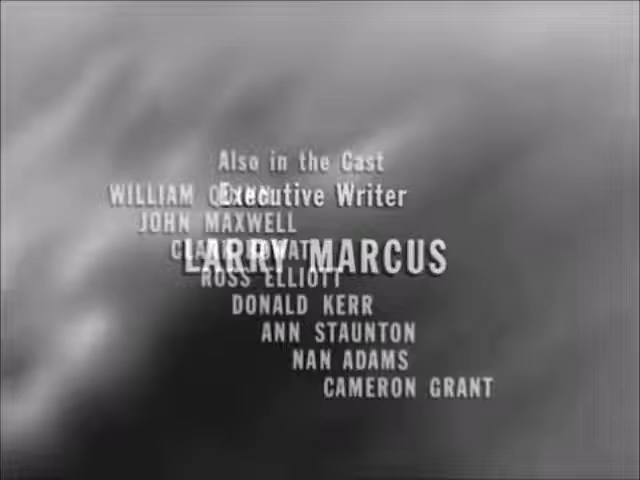 Also in the Cast
WILLIAM
Executive Writer
JOHN MAXWELL
LARRY MARCUS
ROSS ELLIOTT
DONALD KERR
ANN STAUNTON
NAN ADAMS
CAMERON GRANT